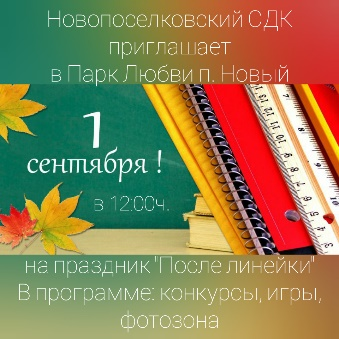 Новопоселковский СДК
приглашает
в Парк Любви п. Новый
1
сентября !
в 12:00ч.
на праздник "После линейки"
В программе: конкурсы, игры,
фотозона